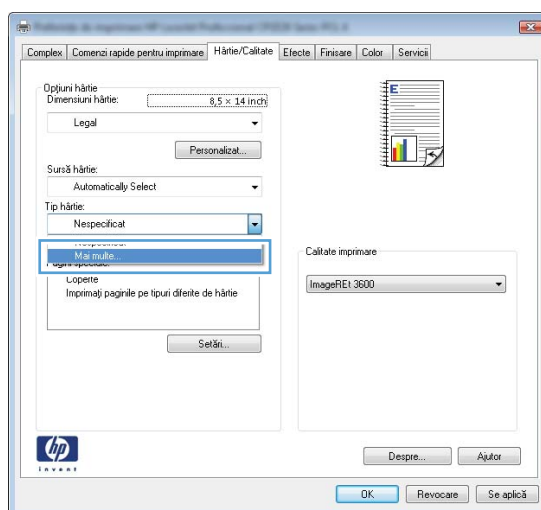 Complex Comenzi rapide pentru imprimare Hârtie/Calitate Efecte Finisare Color Servicii
Opţiuni hârtie
Dimensiuni hârtie: 8,5 × 14 inch
Legal
Personalizat...
Sursă hârtie:
Automatically Select
Tip hârtie:
Nespecificat
Mai multe...
Coperte
Imprimaţi paginile pe tipuri diferite de hârtie
Setări...
E
Calitate imprimare
ImageREt 3600
hp
invent
Despre... Ajutor
OK Revocare Se aplică